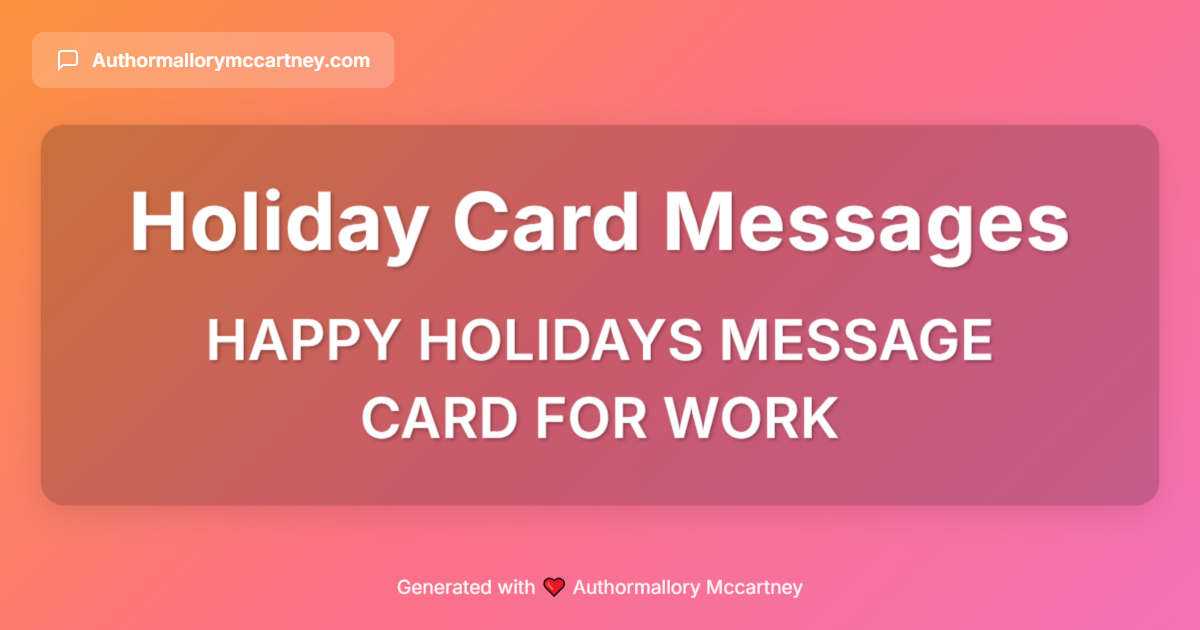 Authormallorymccartney.com
Holiday Card Messages
HAPPY HOLIDAYS MESSAGE
CARD FOR WORK
Generated with ❤️ Authormallory Mccartney